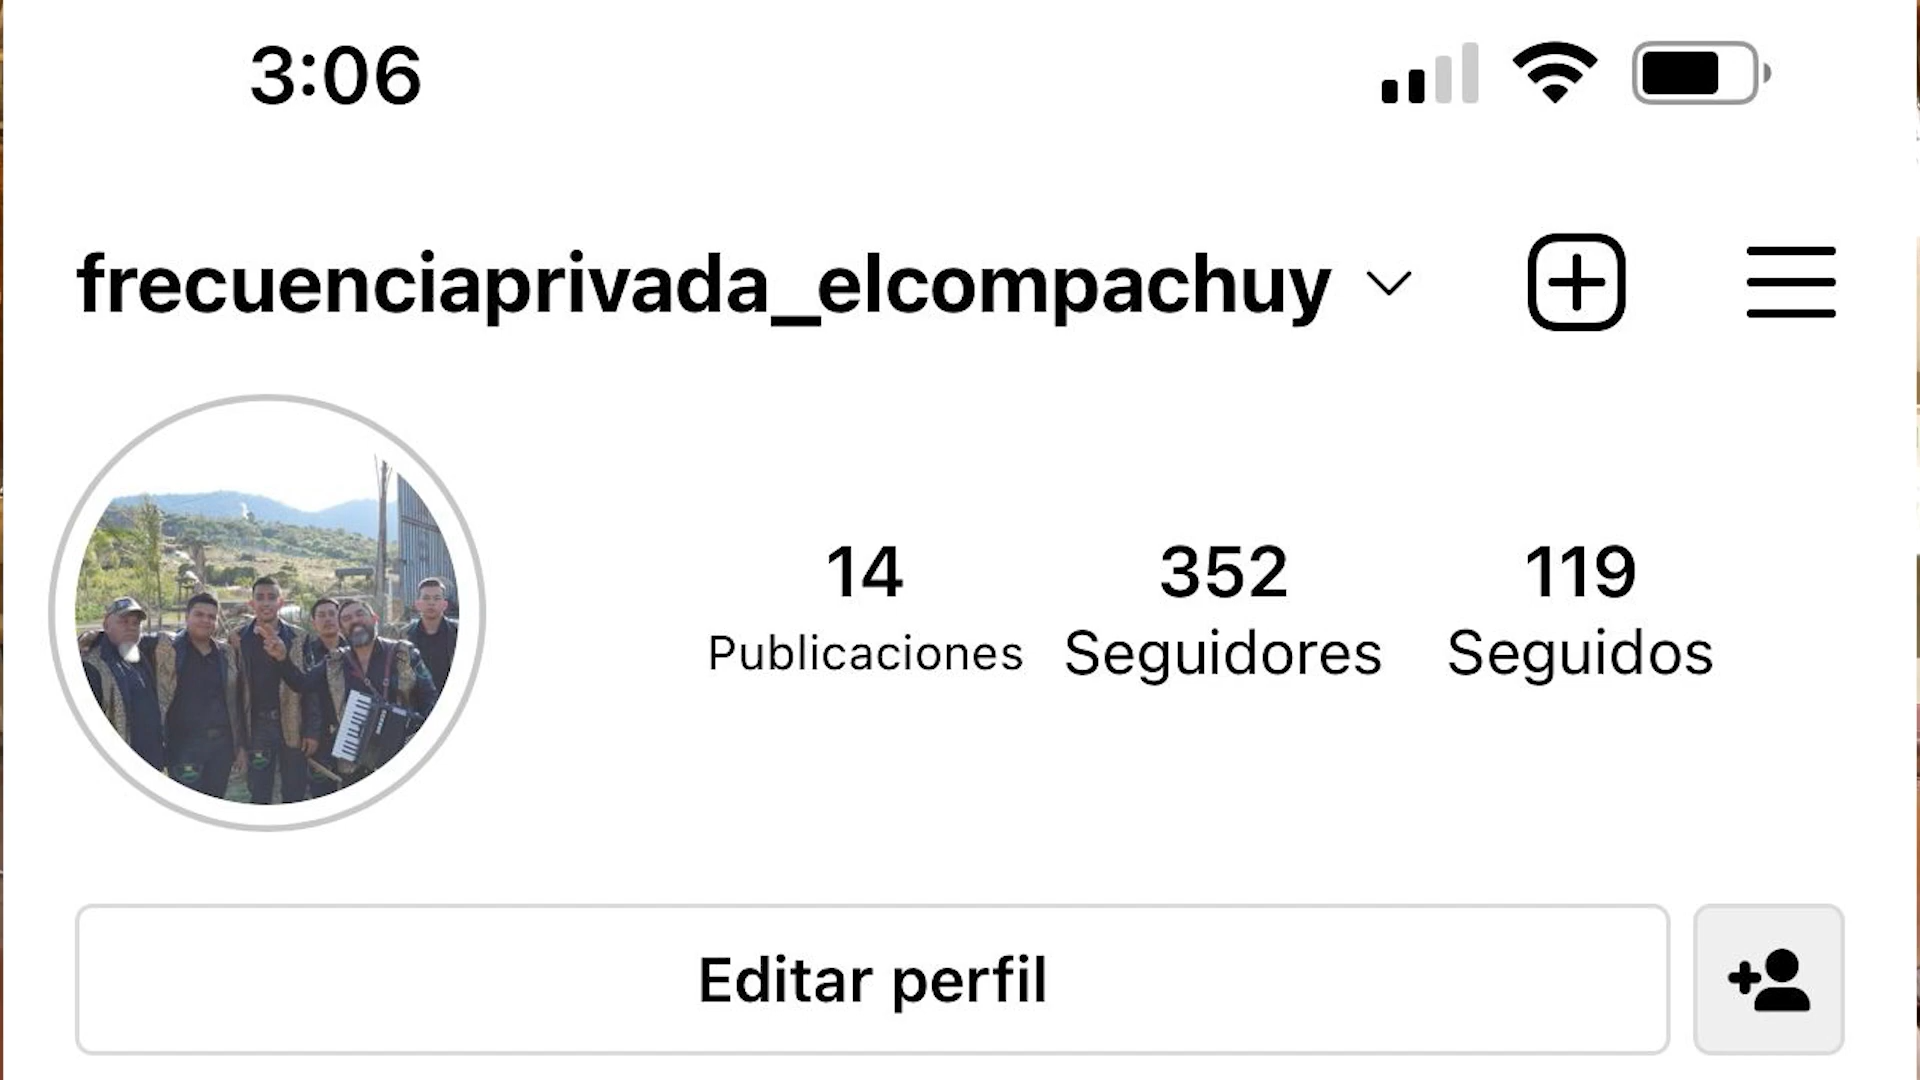 3:06
frecuenciaprivada_elcompachuy
14 352 119
Publicaciones Seguidores Seguidos
Editar perfil